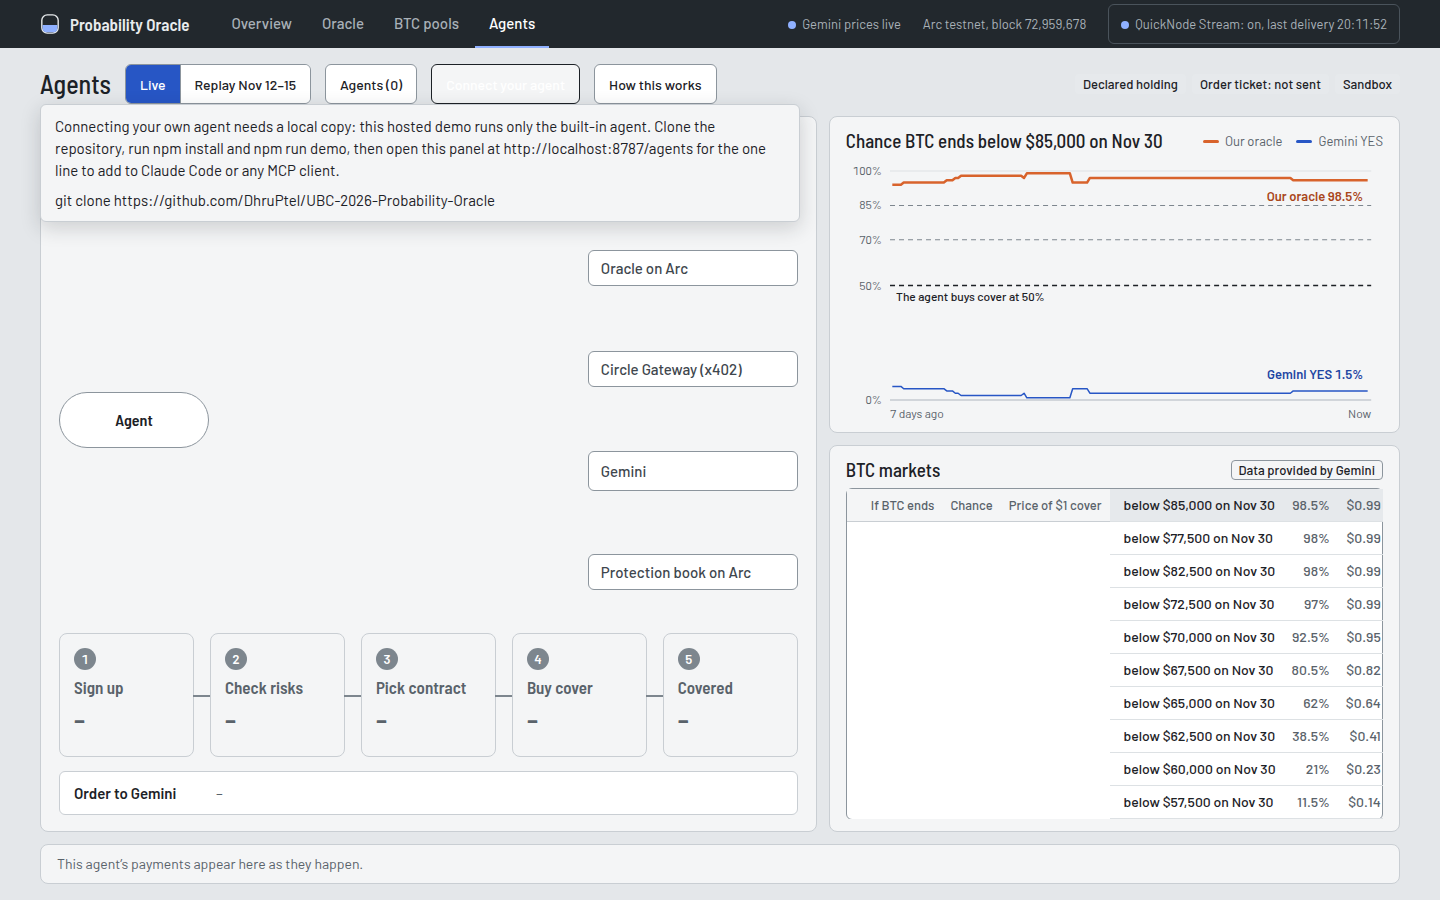 Probability Oracle
Overview
Oracle
BTC pools
Agents
Gemini prices live
Arc testnet, block 72,959,678
QuickNode Stream: on, last delivery 20:11:52
Agents
Live
Replay Nov 12–15
Agents (0)
Connect your agent
How this works
Declared holding
Order ticket: not sent
Sandbox
Connecting your own agent needs a local copy: this hosted demo runs only the built-in agent. Clone the
repository, run npm install and npm run demo, then open this panel at http://localhost:8787/agents for the one
line to add to Claude Code or any MCP client.
git clone https://github.com/DhruPtel/UBC-2026-Probability-Oracle
Oracle on Arc
Circle Gateway (x402)
Agent
Gemini
Protection book on Arc
1
Sign up
–
2
Check risks
–
3
Pick contract
–
4
Buy cover
–
5
Covered
–
Order to Gemini –
Chance BTC ends below $85,000 on Nov 30
Our oracle
Gemini YES
100%
Our oracle 98.5%
85%
70%
50%
The agent buys cover at 50%
Gemini YES 1.5%
0%
7 days ago
Now
BTC markets
Data provided by Gemini
If BTC ends Chance Price of $1 cover
below $85,000 on Nov 30 98.5% $0.99
below $77,500 on Nov 30 98% $0.99
below $82,500 on Nov 30 98% $0.99
below $72,500 on Nov 30 97% $0.99
below $70,000 on Nov 30 92.5% $0.95
below $67,500 on Nov 30 80.5% $0.82
below $65,000 on Nov 30 62% $0.64
below $62,500 on Nov 30 38.5% $0.41
below $60,000 on Nov 30 21% $0.23
below $57,500 on Nov 30 11.5% $0.14
This agent's payments appear here as they happen.